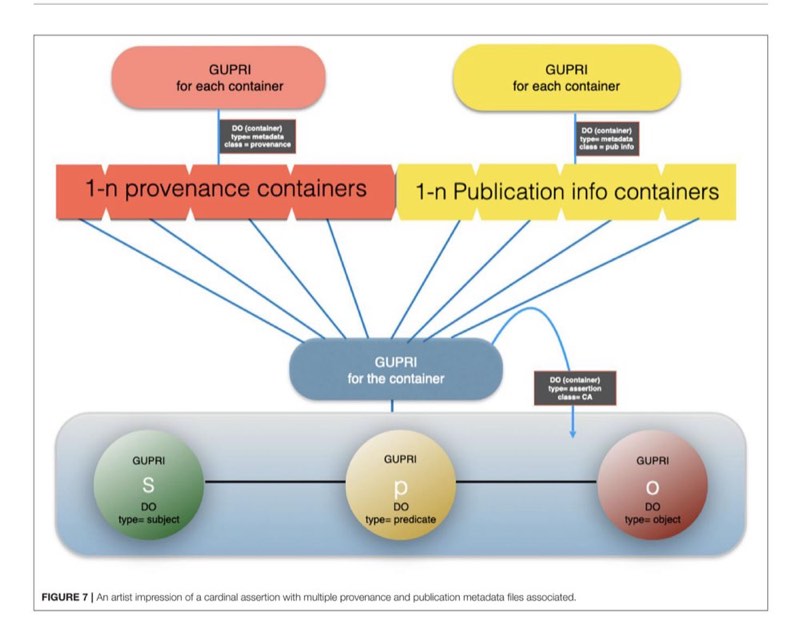 GUPRI
for each container
GUPRI
for each container
DO (container)
type= metadata
class = provenance
DO (container)
type= metadata
class = pub info
1-n provenance containers
1-n Publication info containers
GUPRI
for the container
DO (container)
type= assertion
class= CA
GUPRI
S
DO
type= subject
GUPRI
p
DO
type= predicate
GUPRI
o
DO
type= object
FIGURE 7 | An artist impression of a cardinal assertion with multiple provenance and publication metadata files associated.